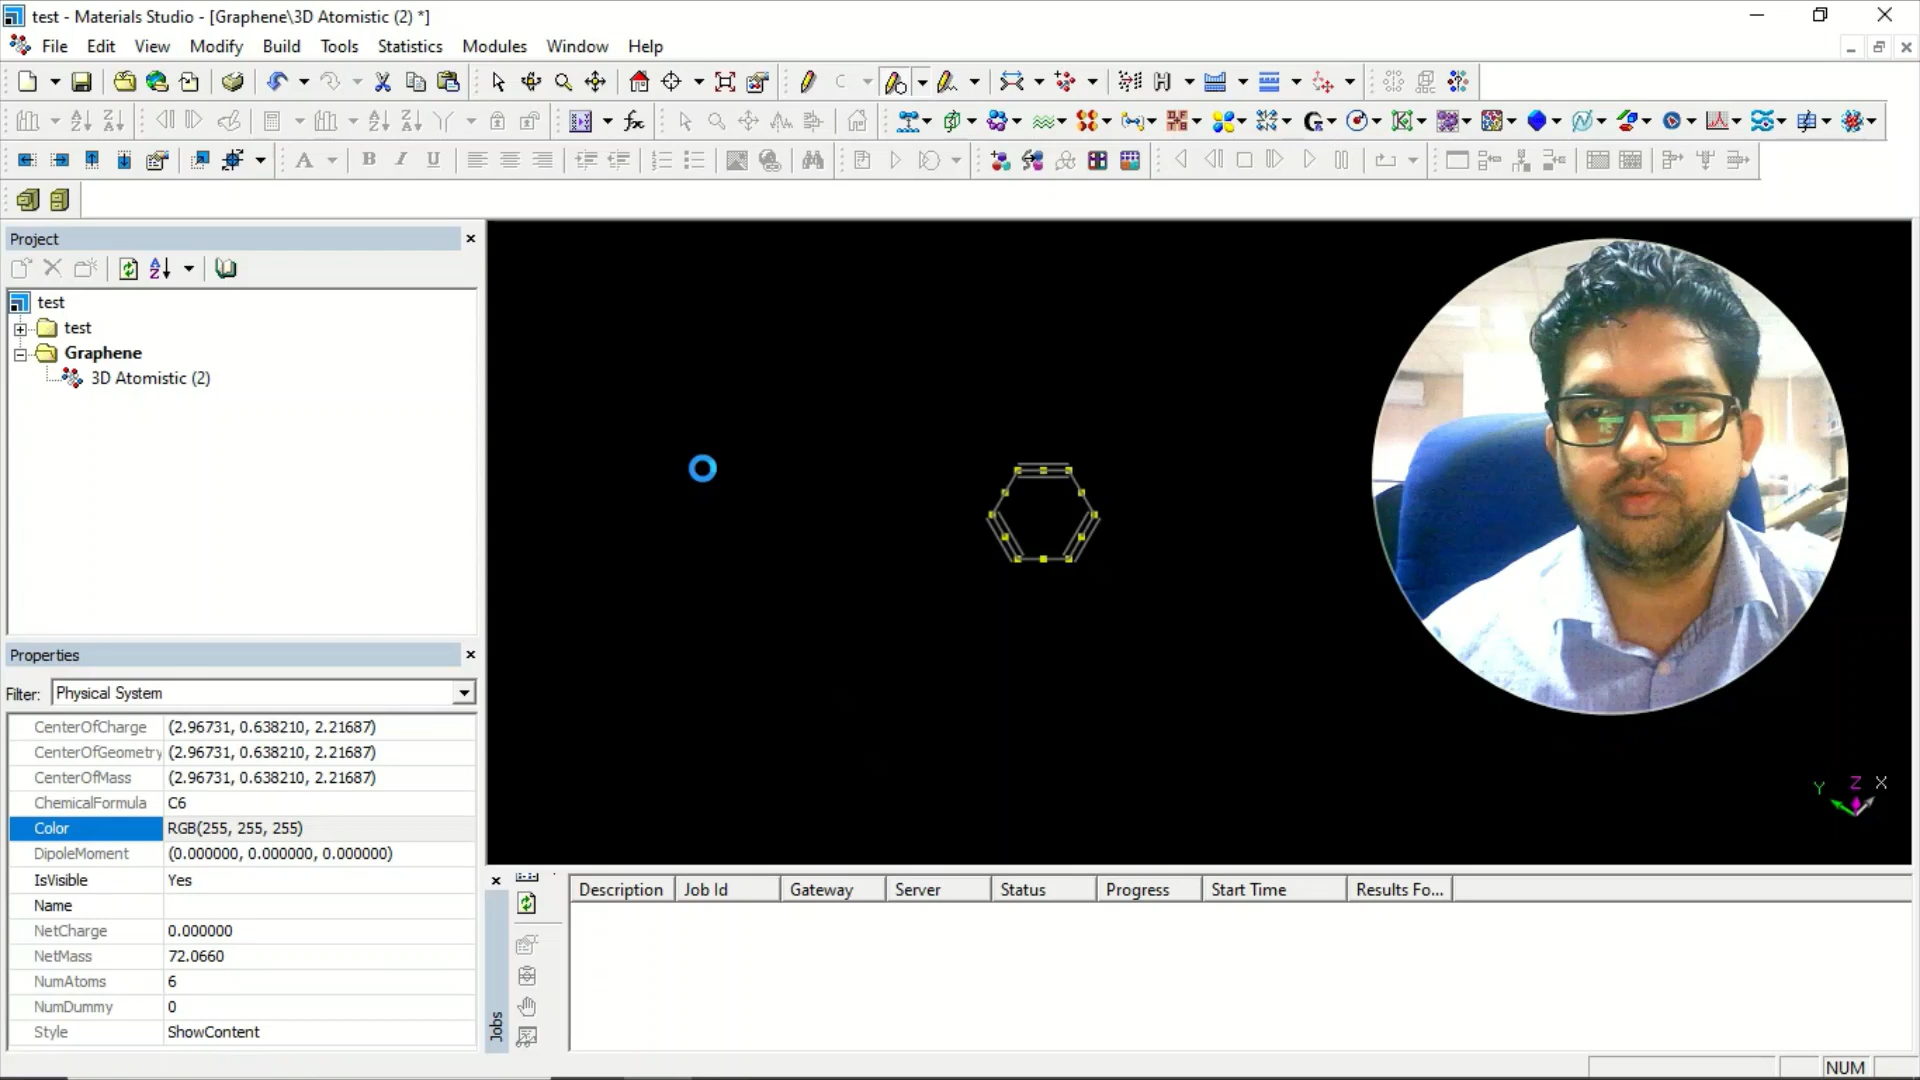 test - Materials Studio - [Graphene\3D Atomistic (2) *]
File Edit View Modify Build Tools Statistics Modules Window Help
Project
test
test
Graphene
3D Atomistic (2)
Properties
Filter: Physical System
CenterOfCharge (2.96731, 0.638210, 2.21687)
CenterOfGeometry (2.96731, 0.638210, 2.21687)
CenterOfMass (2.96731, 0.638210, 2.21687)
ChemicalFormula C6
Color RGB(255, 255, 255)
DipoleMoment (0.000000, 0.000000, 0.000000)
IsVisible Yes
Name
NetCharge 0.000000
NetMass 72.0660
NumAtoms 6
NumDummy 0
Style ShowContent
Y Z X
Jobs
Description Job Id Gateway Server Status Progress Start Time Results Fo...
NUM